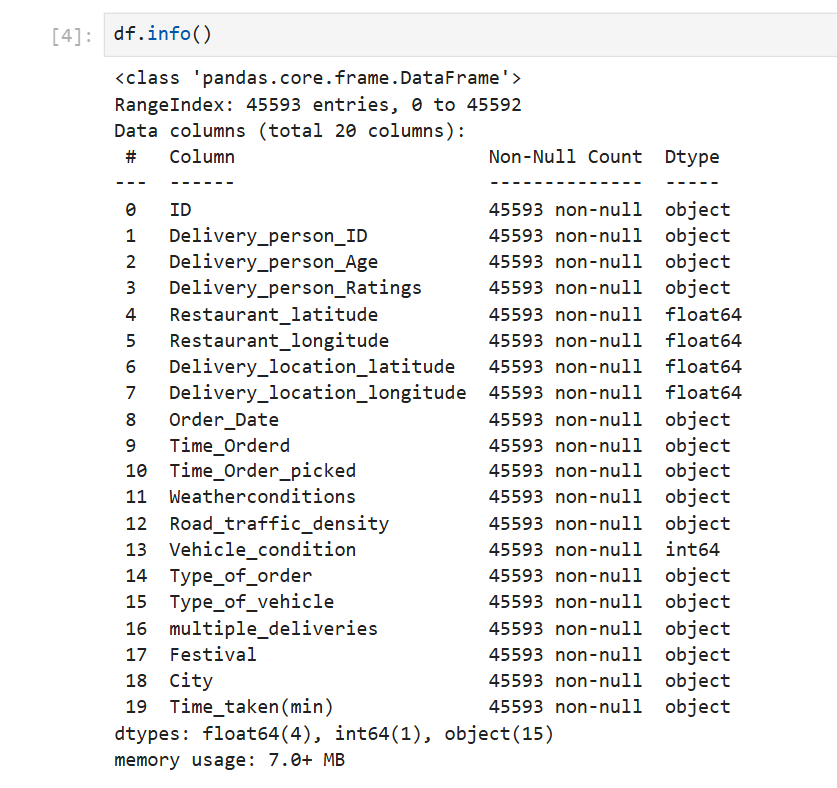 [4]: df.info()
<class 'pandas.core.frame.DataFrame'>
RangeIndex: 45593 entries, 0 to 45592
Data columns (total 20 columns):
 #   Column                       Non-Null Count  Dtype
---  ------                       --------------  -----
 0   ID                           45593 non-null  object
 1   Delivery_person_ID           45593 non-null  object
 2   Delivery_person_Age          45593 non-null  object
 3   Delivery_person_Ratings      45593 non-null  object
 4   Restaurant_latitude          45593 non-null  float64
 5   Restaurant_longitude         45593 non-null  float64
 6   Delivery_location_latitude   45593 non-null  float64
 7   Delivery_location_longitude  45593 non-null  float64
 8   Order_Date                   45593 non-null  object
 9   Time_Orderd                  45593 non-null  object
 10  Time_Order_picked            45593 non-null  object
 11  Weatherconditions            45593 non-null  object
 12  Road_traffic_density         45593 non-null  object
 13  Vehicle_condition            45593 non-null  int64
 14  Type_of_order                45593 non-null  object
 15  Type_of_vehicle              45593 non-null  object
 16  multiple_deliveries          45593 non-null  object
 17  Festival                     45593 non-null  object
 18  City                         45593 non-null  object
 19  Time_taken(min)              45593 non-null  object
dtypes: float64(4), int64(1), object(15)
memory usage: 7.0+ MB